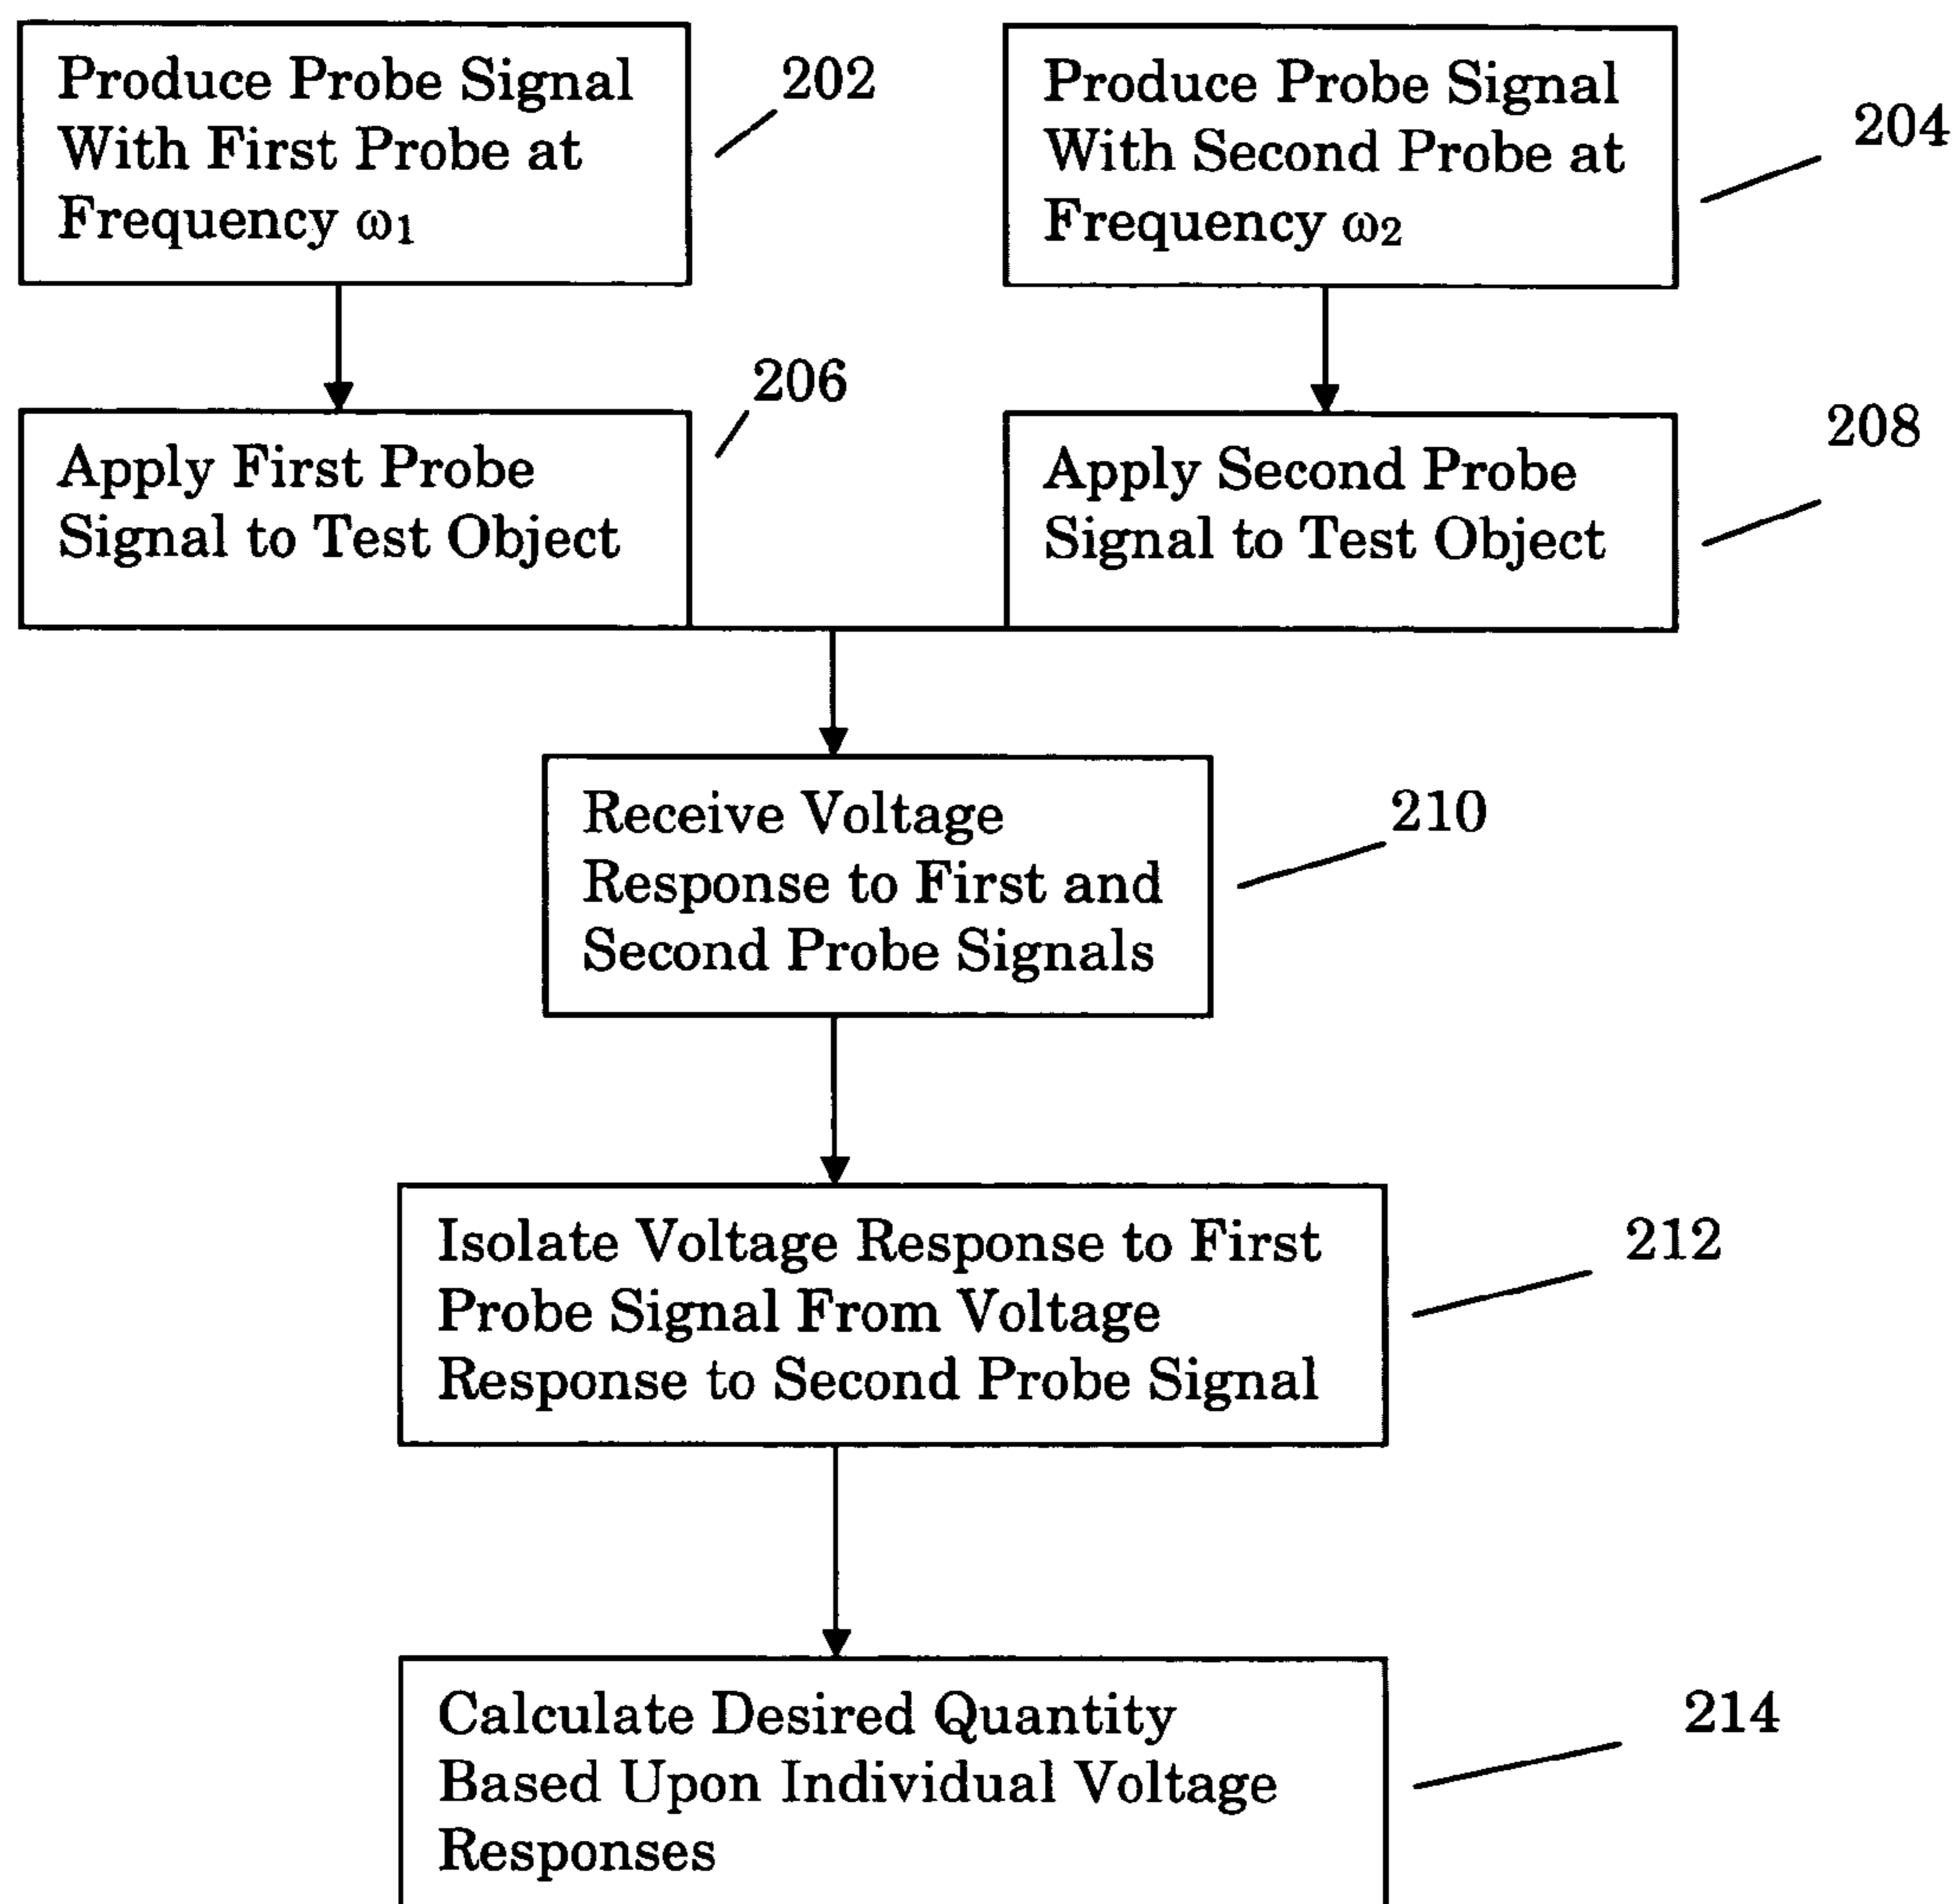 Produce Probe Signal
With First Probe at
Frequency ω1
202
Produce Probe Signal
With Second Probe at
Frequency ω2
204
Apply First Probe
Signal to Test Object
206
Apply Second Probe
Signal to Test Object
208
Receive Voltage
Response to First and
Second Probe Signals
210
Isolate Voltage Response to First
Probe Signal From Voltage
Response to Second Probe Signal
212
Calculate Desired Quantity
Based Upon Individual Voltage
Responses
214